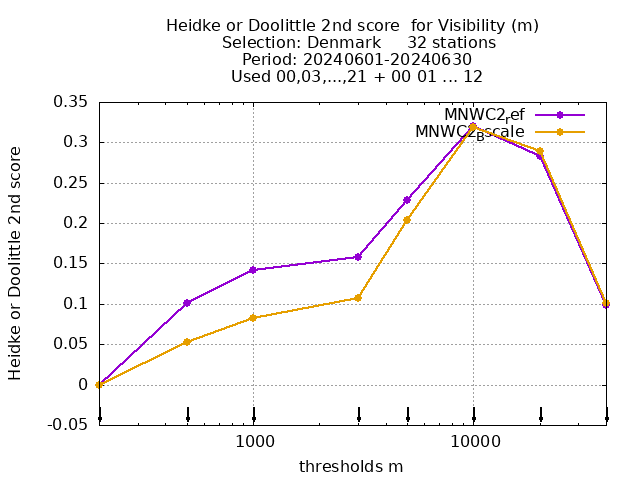 Heidke or Doolittle 2nd score  for Visibility (m)
Selection: Denmark     32 stations
Period: 20240601-20240630
Used 00,03,...,21 + 00 01 ... 12
MNWC2ref
MNWC2Bscale
0.35
0.3
0.25
0.2
0.15
0.1
0.05
0
-0.05
Heidke or Doolittle 2nd score
1000
10000
thresholds m